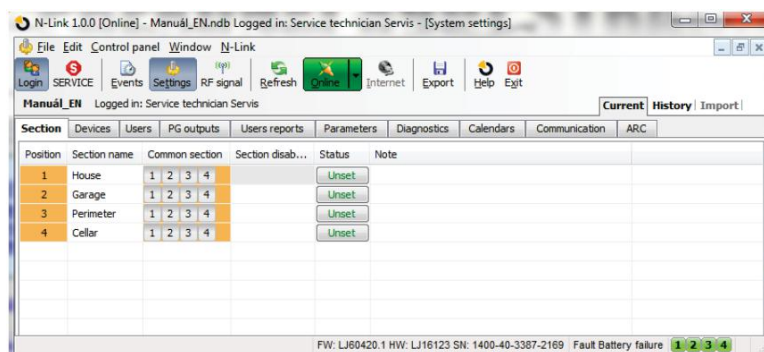 N-Link 1.0.0 [Online] - Manuál_EN.ndb Logged in: Service technician Servis - [System settings]
File Edit Control panel Window N-Link
Login SERVICE Events Settings RF signal Refresh Online Internet Export Help Exit
Manuál_EN Logged in: Service technician Servis
Current History Import
Section Devices Users PG outputs Users reports Parameters Diagnostics Calendars Communication ARC
Position Section name Common section Section disab... Status Note
1 House 1 2 3 4 Unset
2 Garage 1 2 3 4 Unset
3 Perimeter 1 2 3 4 Unset
4 Cellar 1 2 3 4 Unset
FW: LJ60420.1 HW: LJ16123 SN: 1400-40-3387-2169 Fault Battery failure 1 2 3 4